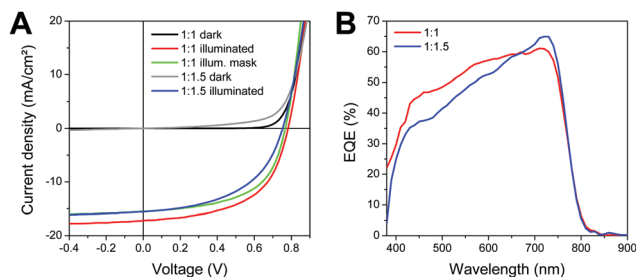 A
Current density (mA/cm²)
20
10
0
-10
-20
1:1 dark
1:1 illuminated
1:1 illum. mask
1:1.5 dark
1:1.5 illuminated
-0.4 -0.2 0.0 0.2 0.4 0.6 0.8
Voltage (V)
B
EQE (%)
70
60
50
40
30
20
10
0
1:1
1:1.5
400 500 600 700 800 900
Wavelength (nm)